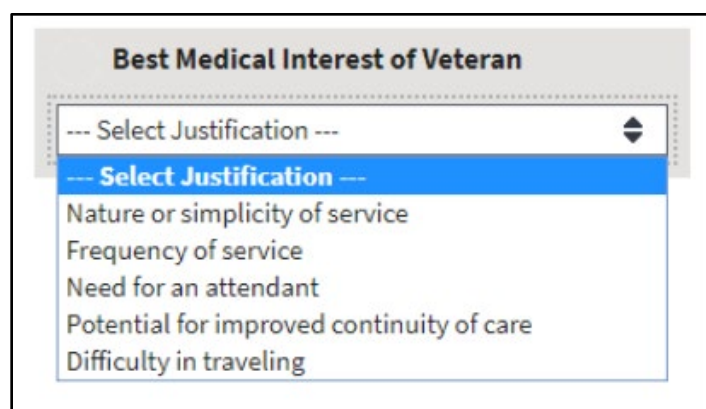 Best Medical Interest of Veteran
--- Select Justification ---
--- Select Justification ---
Nature or simplicity of service
Frequency of service
Need for an attendant
Potential for improved continuity of care
Difficulty in traveling